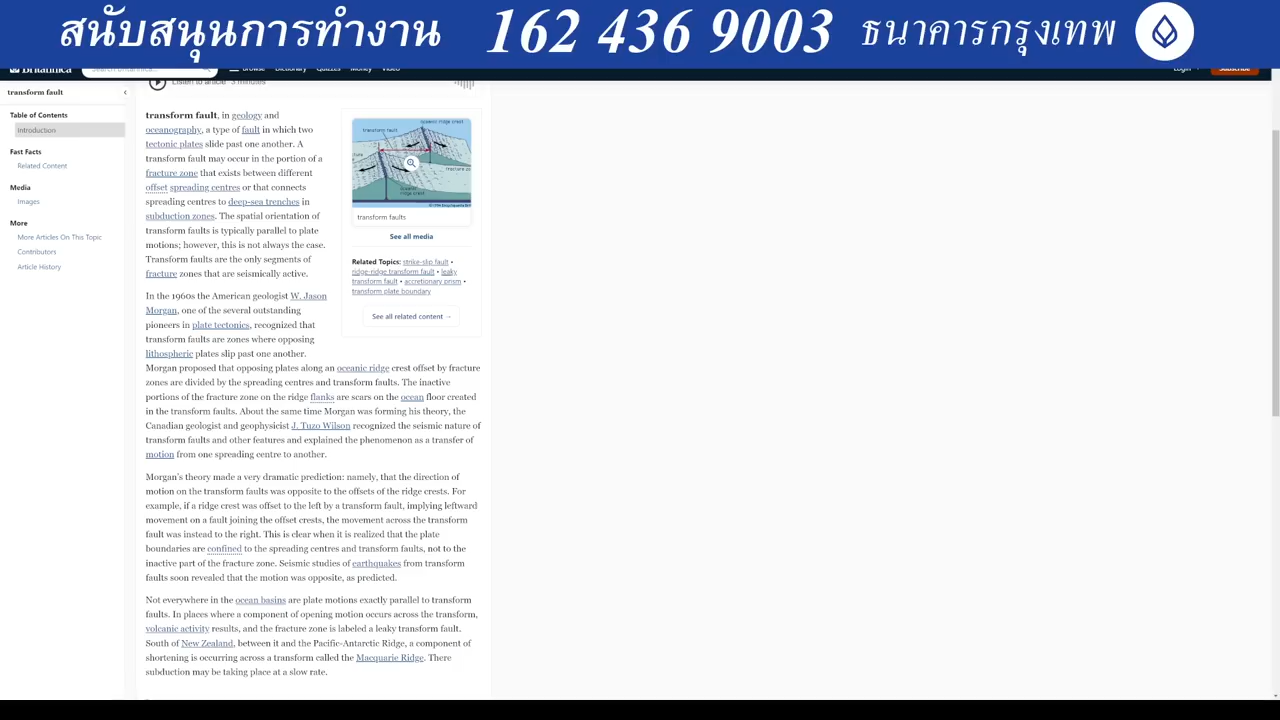 สนับสนุนการทำงาน 162 436 9003 ธนาคารกรุงเทพ
Britannica Search Britannica... Browse Dictionary Quizzes Money Video Login Subscribe
Listen to article 3 minutes
transform fault
Table of Contents
Introduction
Fast Facts
Related Content
Media
Images
More
More Articles On This Topic
Contributors
Article History
transform fault, in geology and
oceanography, a type of fault in which two
tectonic plates slide past one another. A
transform fault may occur in the portion of a
fracture zone that exists between different
offset spreading centres or that connects
spreading centres to deep-sea trenches in
subduction zones. The spatial orientation of
transform faults is typically parallel to plate
motions; however, this is not always the case.
Transform faults are the only segments of
fracture zones that are seismically active.
In the 1960s the American geologist W. Jason
Morgan, one of the several outstanding
pioneers in plate tectonics, recognized that
transform faults are zones where opposing
lithospheric plates slip past one another.
Morgan proposed that opposing plates along an oceanic ridge crest offset by fracture
zones are divided by the spreading centres and transform faults. The inactive
portions of the fracture zone on the ridge flanks are scars on the ocean floor created
in the transform faults. About the same time Morgan was forming his theory, the
Canadian geologist and geophysicist J. Tuzo Wilson recognized the seismic nature of
transform faults and other features and explained the phenomenon as a transfer of
motion from one spreading centre to another.
Morgan's theory made a very dramatic prediction: namely, that the direction of
motion on the transform faults was opposite to the offsets of the ridge crests. For
example, if a ridge crest was offset to the left by a transform fault, implying leftward
movement on a fault joining the offset crests, the movement across the transform
fault was instead to the right. This is clear when it is realized that the plate
boundaries are confined to the spreading centres and transform faults, not to the
inactive part of the fracture zone. Seismic studies of earthquakes from transform
faults soon revealed that the motion was opposite, as predicted.
Not everywhere in the ocean basins are plate motions exactly parallel to transform
faults. In places where a component of opening motion occurs across the transform,
volcanic activity results, and the fracture zone is labeled a leaky transform fault.
South of New Zealand, between it and the Pacific-Antarctic Ridge, a component of
shortening is occurring across a transform called the Macquarie Ridge. There
subduction may be taking place at a slow rate.
oceanic ridge crest
transform fault
oceanic
ridge crest
transform faults
See all media
Related Topics: strike-slip fault •
ridge-ridge transform fault • leaky
transform fault • accretionary prism •
transform plate boundary
See all related content →